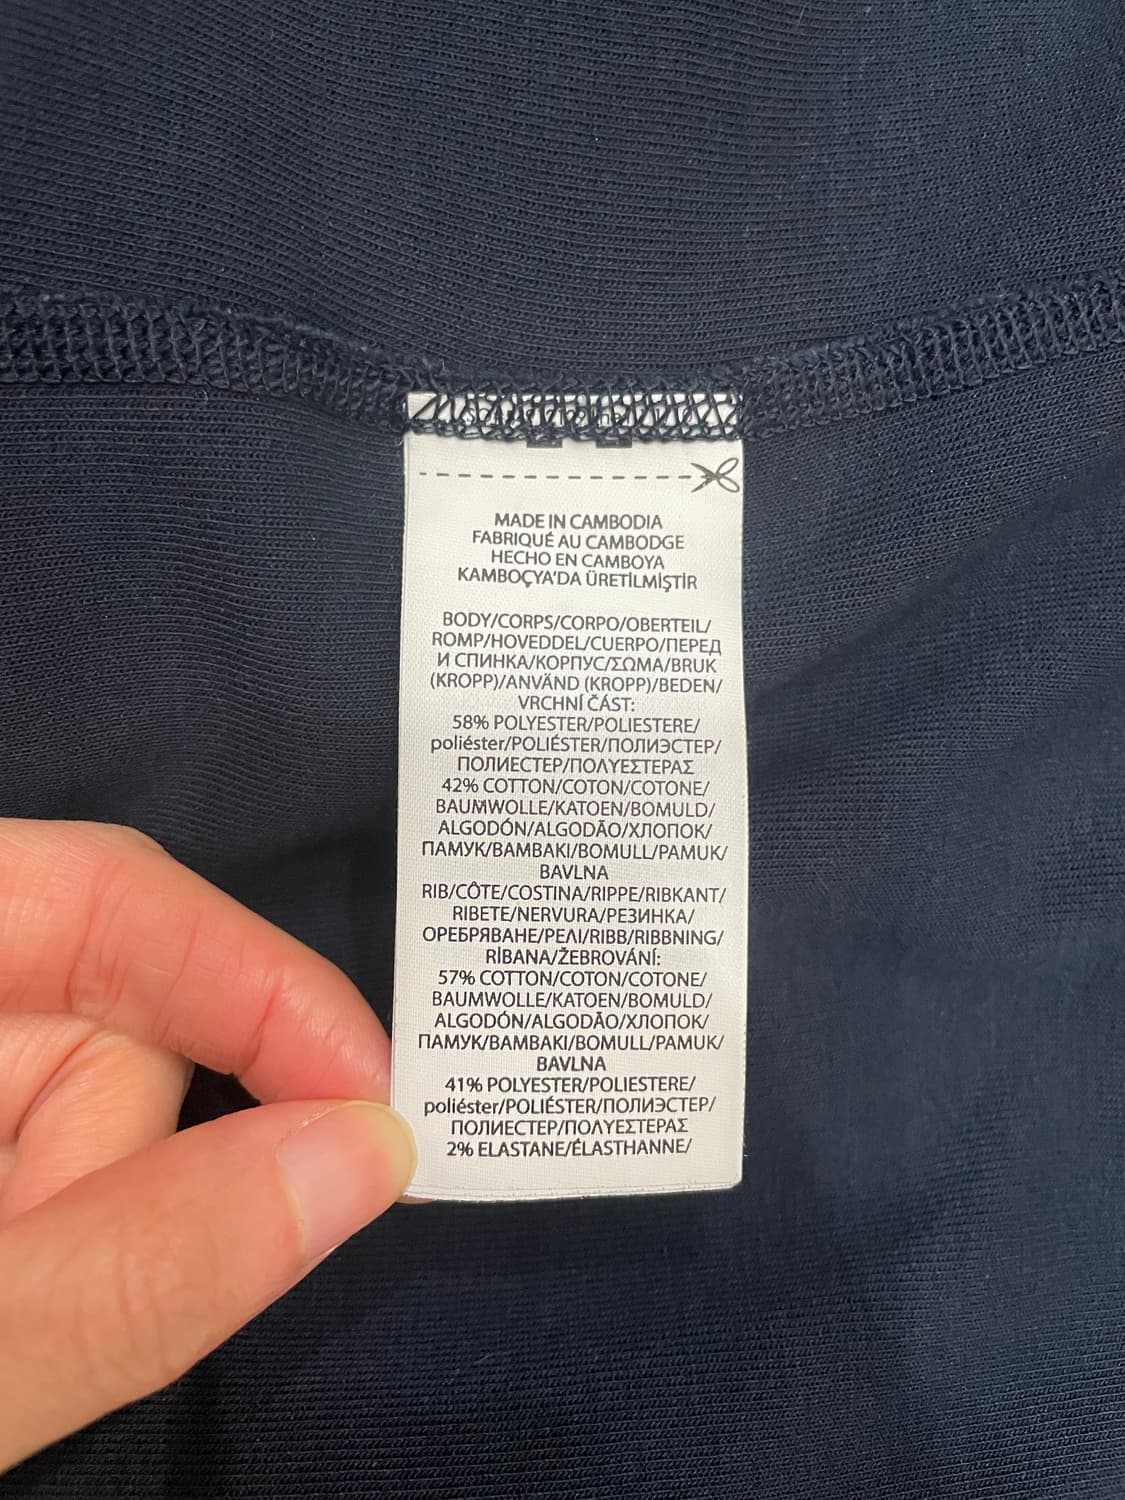 MADE IN CAMBODIA
FABRIQUÉ AU CAMBODGE
HECHO EN CAMBOYA
KAMBOÇYA'DA ÜRETİLMİŞTİR
BODY/CORPS/CORPO/OBERTEIL/
ROMP/HOVEDDEL/CUERPO/ПЕРЕД
И СПИНКА/КОРПУС/ΣΩΜΑ/BRUK
(KROPP)/ANVÄND (KROPP)/BEDEN/
VRCHNÍ ČÁST:
58% POLYESTER/POLIESTERE/
poliéster/POLIÉSTER/ПОЛИЭСТЕР/
ПОЛИЕСТЕР/ΠΟΛΥΕΣΤΕΡΑΣ
42% COTTON/COTON/COTONE/
BAUMWOLLE/KATOEN/BOMULD/
ALGODÓN/ALGODÃO/ХЛОПОК/
ПАМУК/BAMBAKI/BOMULL/PAMUK/
BAVLNA
RIB/CÔTE/COSTINA/RIPPE/RIBKANT/
RIBETE/NERVURA/РЕЗИНКА/
ОРЕБРЯВАНЕ/ΡΕΛΙ/RIBB/RIBBNING/
RİBANA/ŽEBROVÁNÍ:
57% COTTON/COTON/COTONE/
BAUMWOLLE/KATOEN/BOMULD/
ALGODÓN/ALGODÃO/ХЛОПОК/
ПАМУК/BAMBAKI/BOMULL/PAMUK/
BAVLNA
41% POLYESTER/POLIESTERE/
poliéster/POLIÉSTER/ПОЛИЭСТЕР/
ПОЛИЕСТЕР/ΠΟΛΥΕΣΤΕΡΑΣ
2% ELASTANE/ÉLASTHANNE/